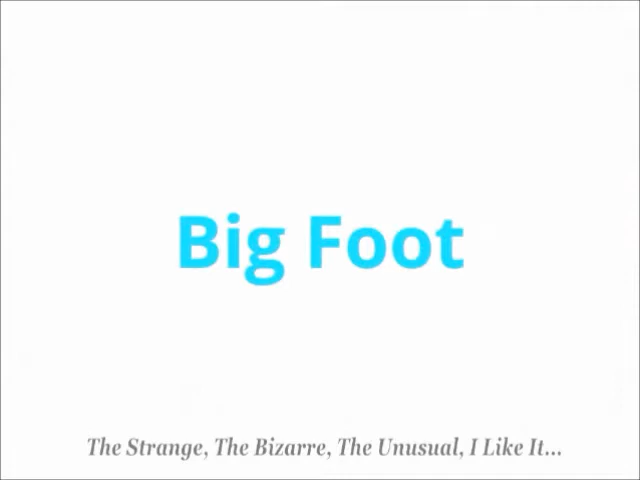 Big Foot
The Strange, The Bizarre, The Unusual, I Like It...